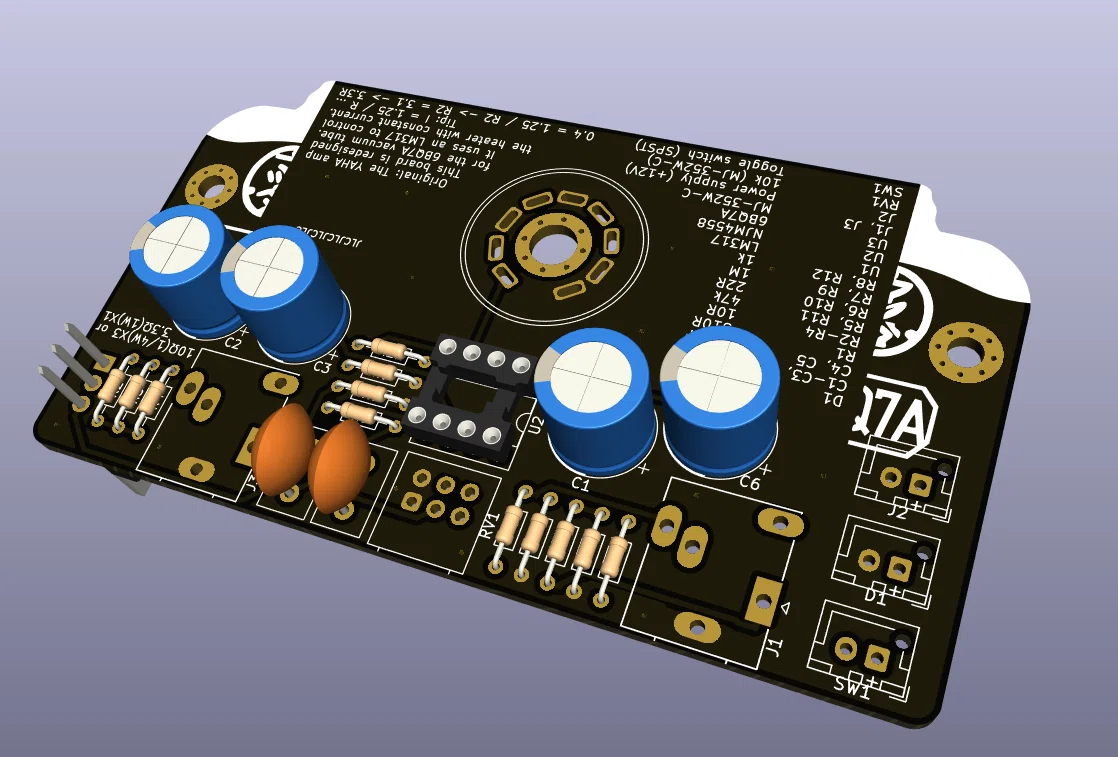 Original: The YAHA amp
This board is redesigned
for the 6BQ7A vacuum tube.
It uses an LM317 to control
the heater with constant current.
Tip: I = 1.25 / R ...
0.4 = 1.25 / R2 -> R2 = 3.1 -> 3.3R
D1
C1-C3,
C4, C5
R1
R2-R4 10R
R5, R11 47k
R6, R10 22R
R7, R9 1M
R8, R12 1k
U1 LM317
U2 NJM4558
U3 6BQ7A
J1, J3 MJ-352W-C
J2 Power supply (+12V)
RV1 10k (MJ-352W-C)
SW1 Toggle switch (SPST)
10Ω(1/4W)X3 or
3.3Ω(1W)X1
C2
C3
U2
C1
C6
RV1
J1
J2
D1
SW1